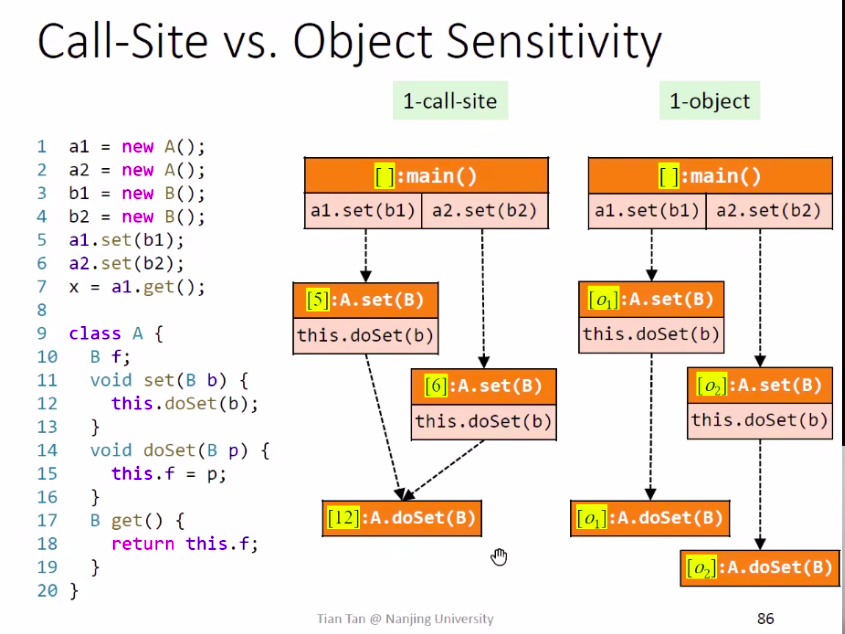 Call-Site vs. Object Sensitivity
1-call-site
1-object
1 a1 = new A();
2 a2 = new A();
3 b1 = new B();
4 b2 = new B();
5 a1.set(b1);
6 a2.set(b2);
7 x = a1.get();
8
9 class A {
10 B f;
11 void set(B b) {
12 this.doSet(b);
13 }
14 void doSet(B p) {
15 this.f = p;
16 }
17 B get() {
18 return this.f;
19 }
20 }
[ ]:main()
a1.set(b1) a2.set(b2)
[5]:A.set(B)
this.doSet(b)
[6]:A.set(B)
this.doSet(b)
[12]:A.doSet(B)
[ ]:main()
a1.set(b1) a2.set(b2)
[o₁]:A.set(B)
this.doSet(b)
[o₂]:A.set(B)
this.doSet(b)
[o₁]:A.doSet(B)
[o₂]:A.doSet(B)
Tian Tan @ Nanjing University
86